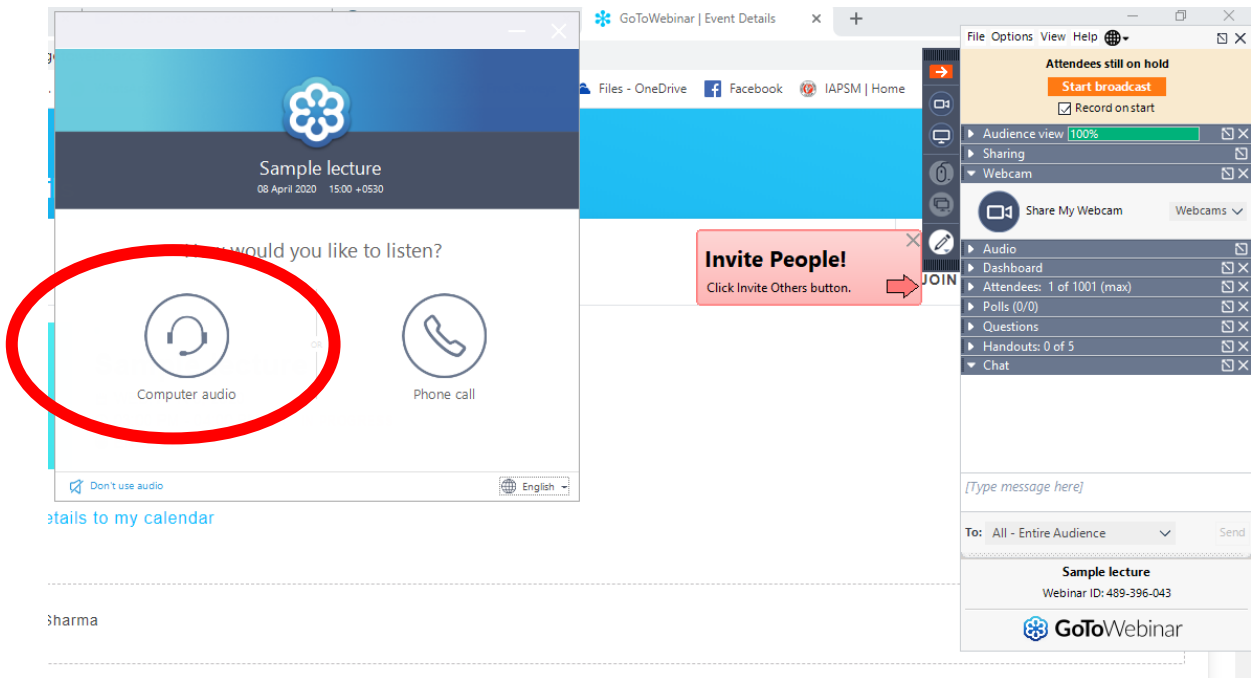 GoToWebinar | Event Details
Files - OneDrive
Facebook
IAPSM | Home
Sample lecture
08 April 2020 15:00 +0530
would you like to listen?
OR
Computer audio
Phone call
Don't use audio
English
etails to my calendar
Sharma
Invite People!
Click Invite Others button.
JOIN
File Options View Help
Attendees still on hold
Start broadcast
Record on start
Audience view 100%
Sharing
Webcam
Share My Webcam
Webcams
Audio
Dashboard
Attendees: 1 of 1001 (max)
Polls (0/0)
Questions
Handouts: 0 of 5
Chat
[Type message here]
To: All - Entire Audience
Send
Sample lecture
Webinar ID: 489-396-043
GoToWebinar